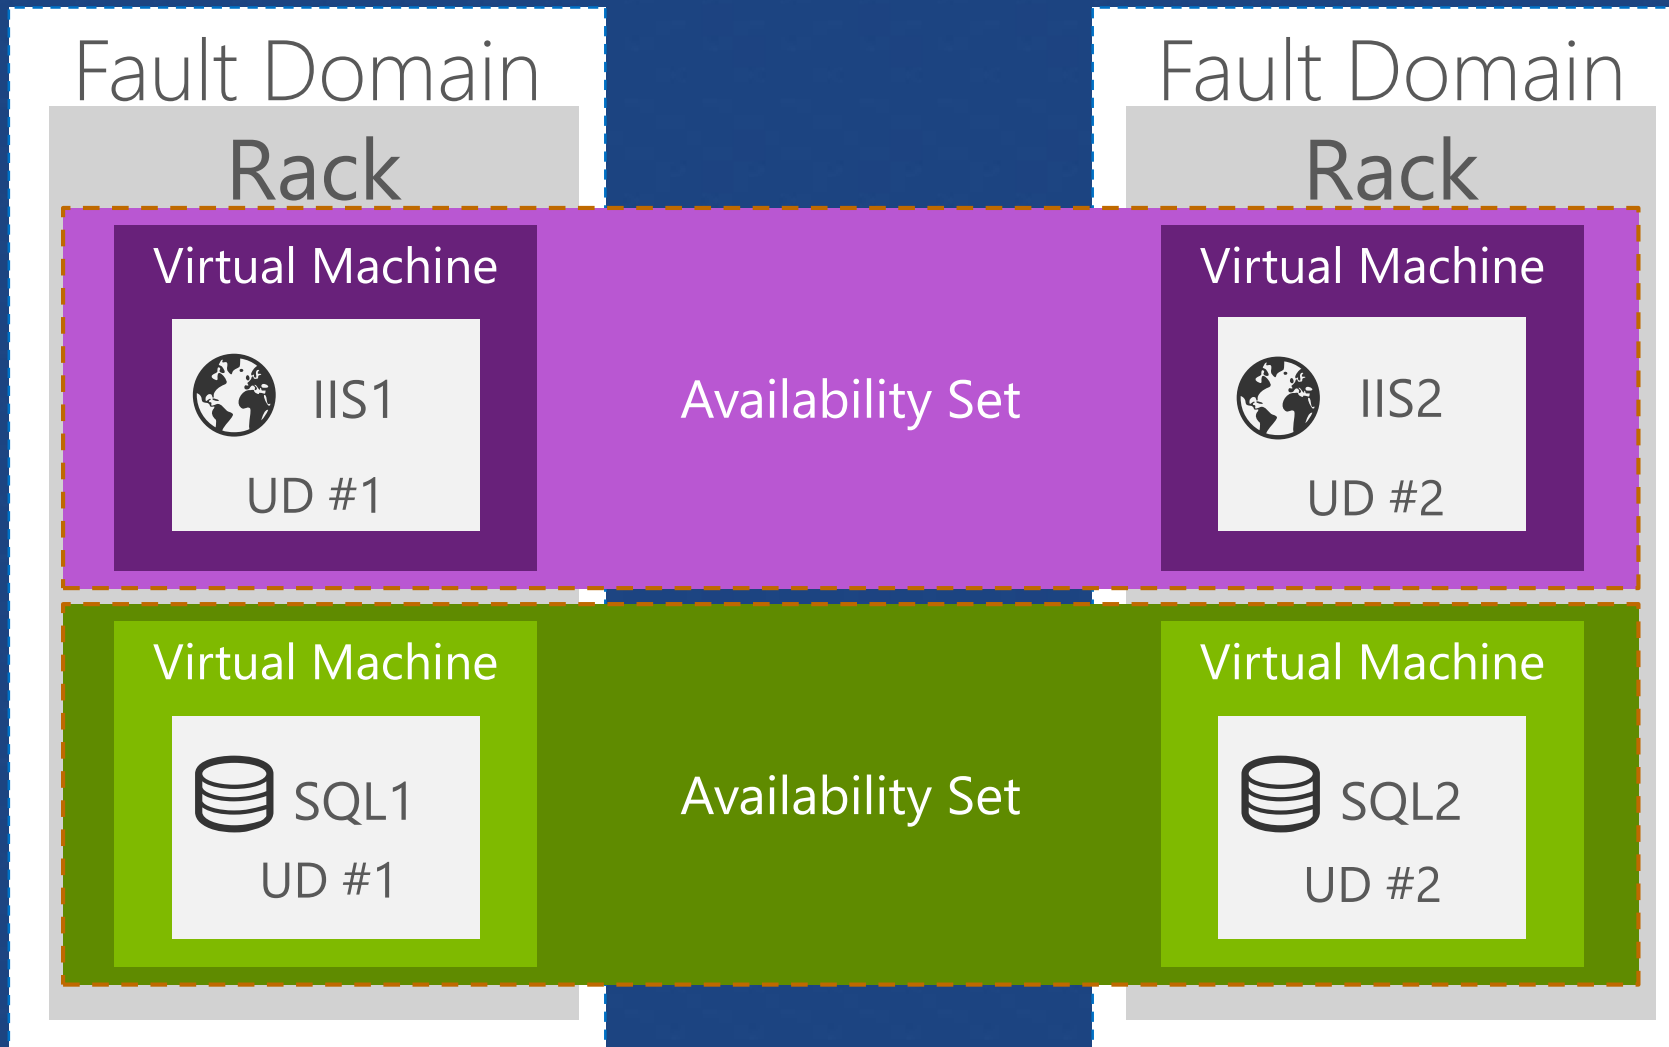 Fault Domain
Fault Domain
Rack
Rack
Virtual Machine
Virtual Machine
IIS1
Availability Set
IIS2
UD #1
UD #2
Virtual Machine
Virtual Machine
SQL1
Availability Set
SQL2
UD #1
UD #2